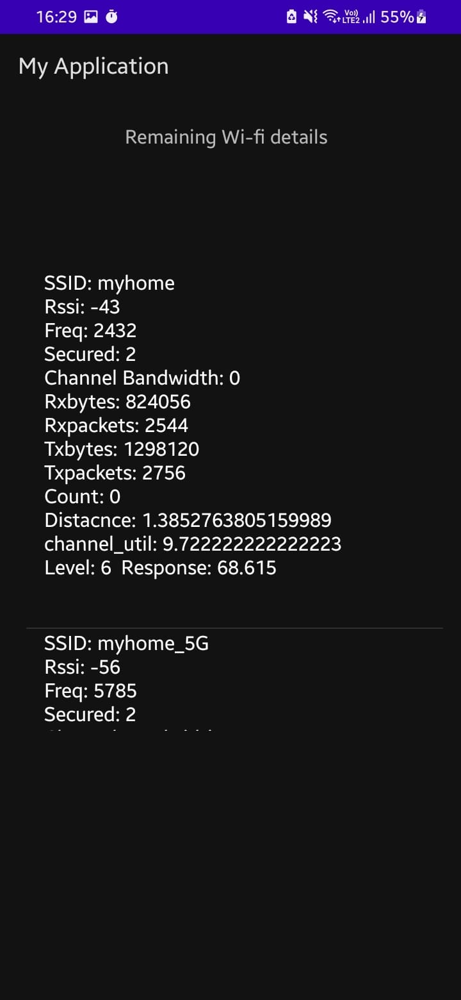 16:29 Vo)) LTE2 55%
My Application
Remaining Wi-fi details
SSID: myhome
Rssi: -43
Freq: 2432
Secured: 2
Channel Bandwidth: 0
Rxbytes: 824056
Rxpackets: 2544
Txbytes: 1298120
Txpackets: 2756
Count: 0
Distacnce: 1.3852763805159989
channel_util: 9.722222222222223
Level: 6  Response: 68.615
SSID: myhome_5G
Rssi: -56
Freq: 5785
Secured: 2